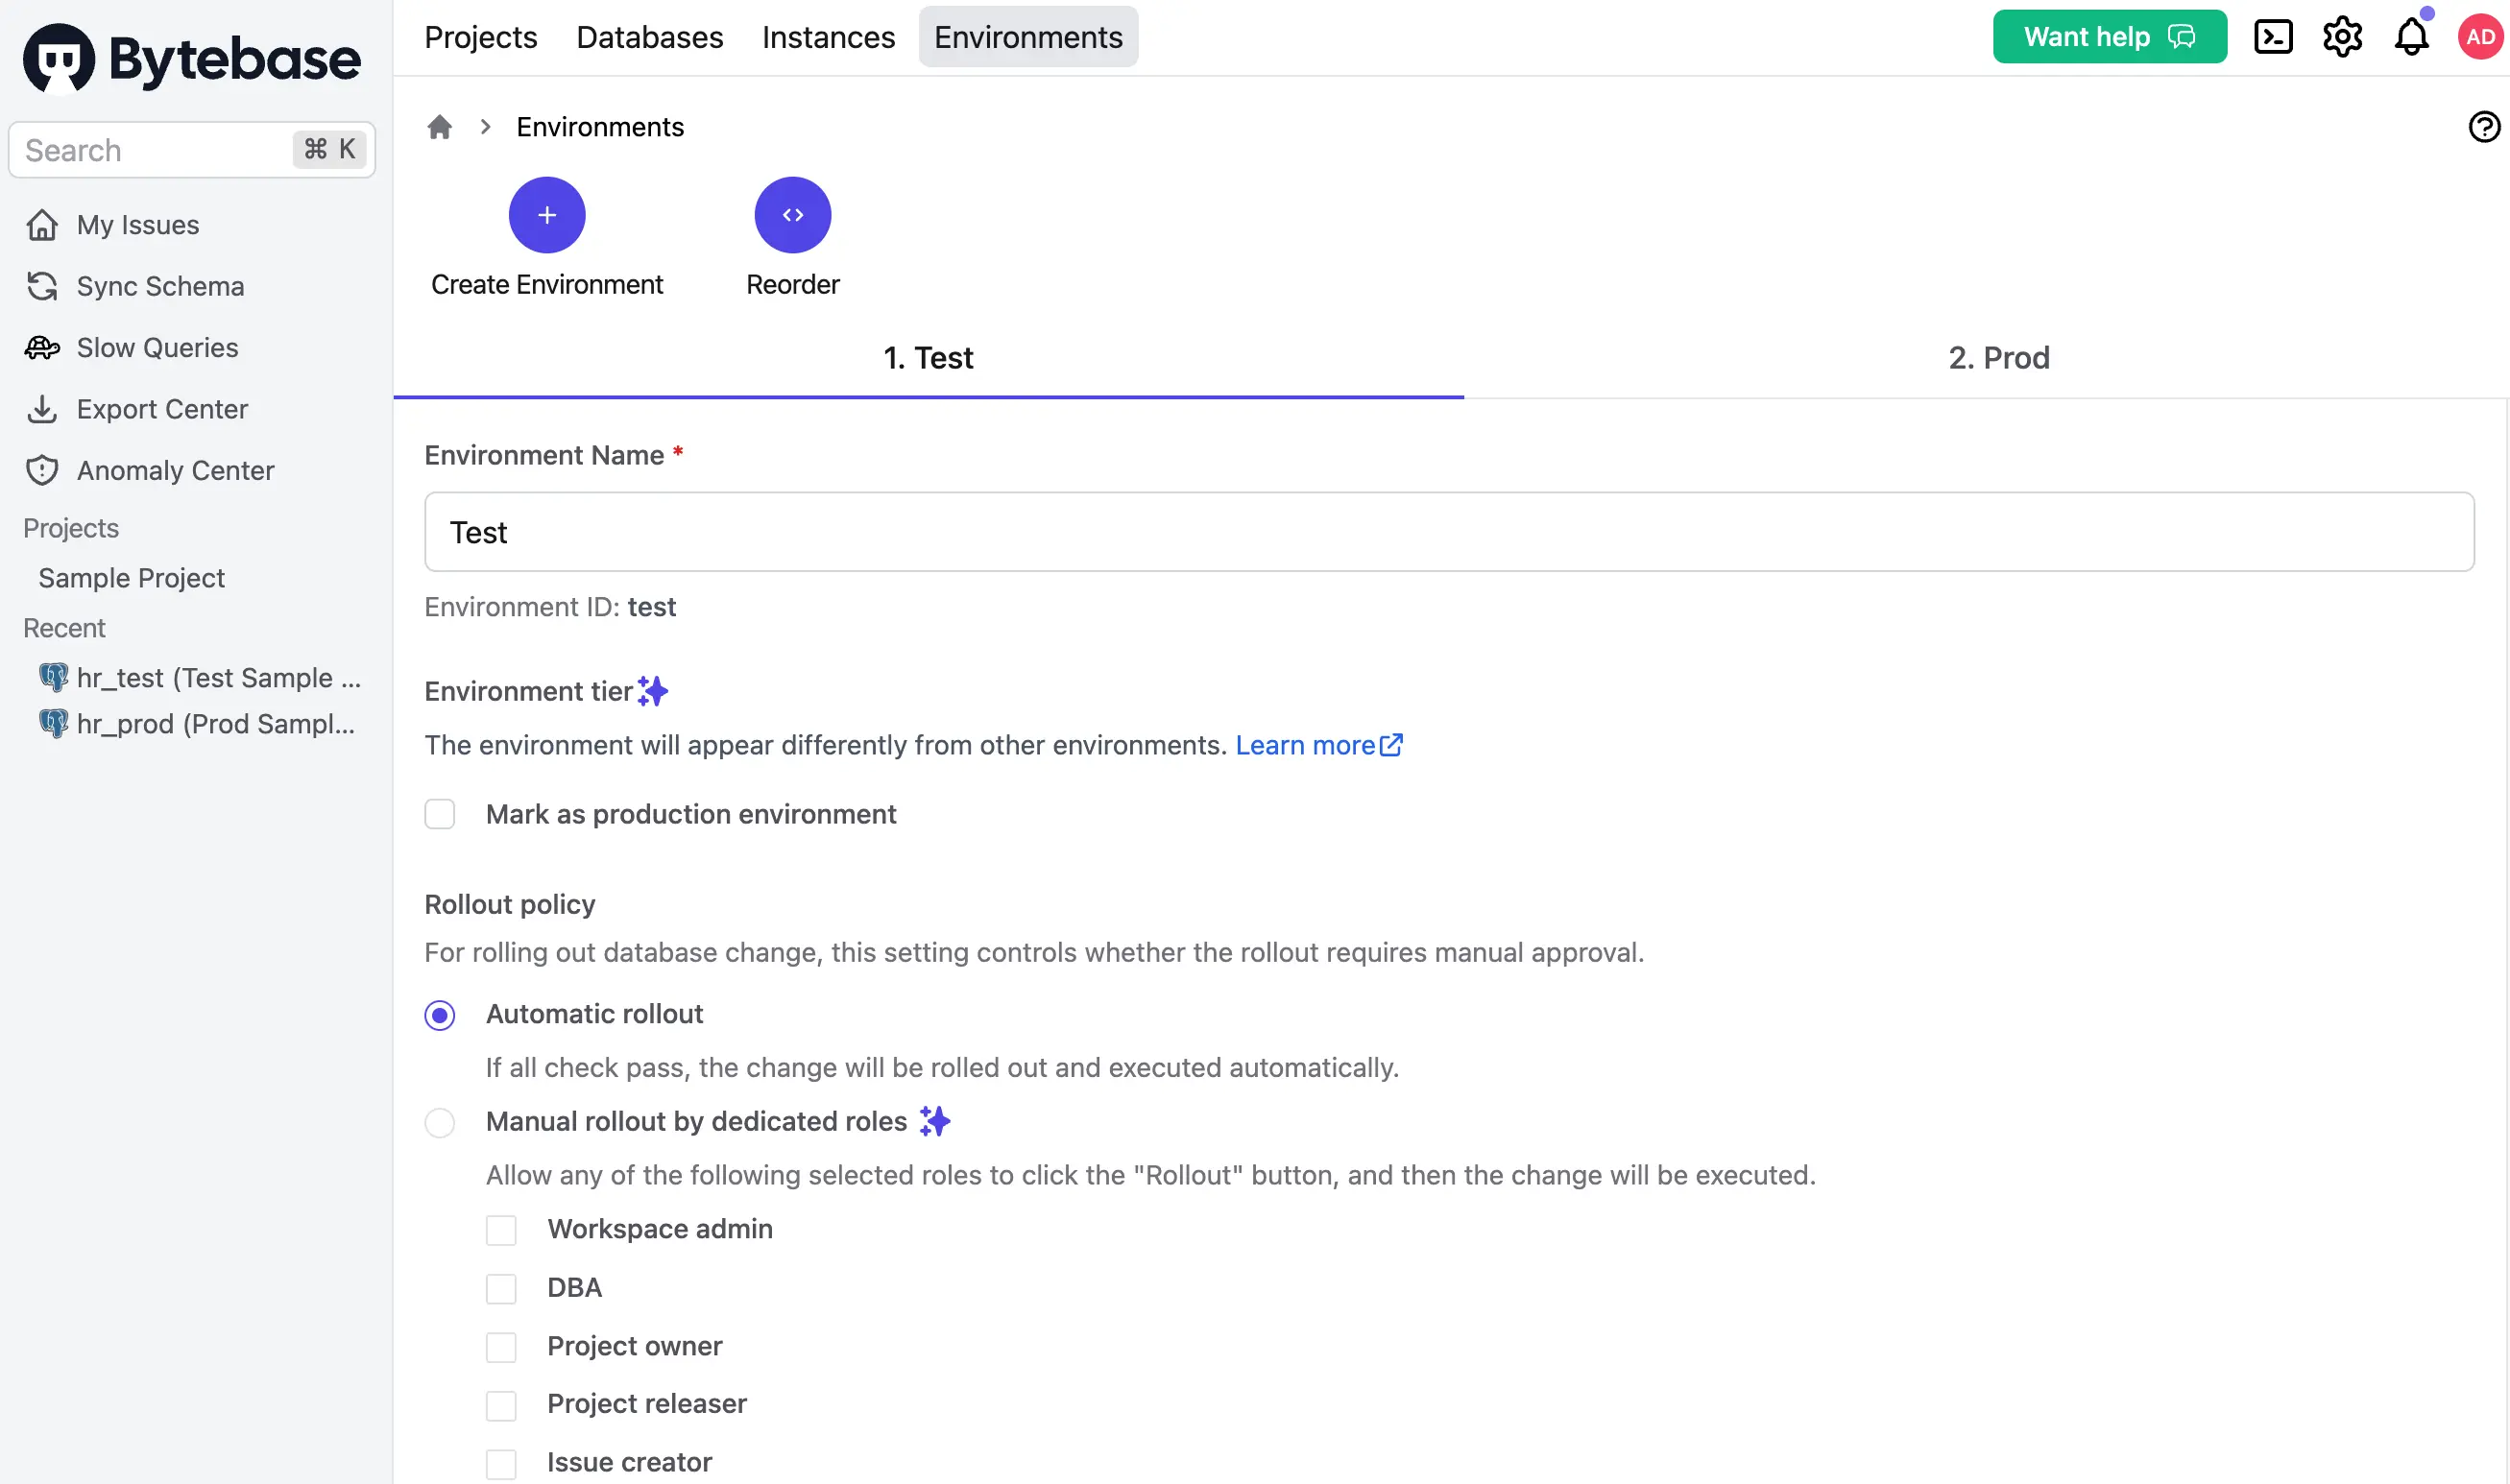 Bytebase
Projects Databases Instances Environments Want help AD
Search ⌘ K
Environments
My Issues
Sync Schema
Slow Queries
Export Center
Anomaly Center
Projects
Sample Project
Recent
hr_test (Test Sample ...
hr_prod (Prod Sampl...
Create Environment Reorder
1. Test 2. Prod
Environment Name *
Test
Environment ID: test
Environment tier
The environment will appear differently from other environments. Learn more
Mark as production environment
Rollout policy
For rolling out database change, this setting controls whether the rollout requires manual approval.
Automatic rollout
If all check pass, the change will be rolled out and executed automatically.
Manual rollout by dedicated roles
Allow any of the following selected roles to click the "Rollout" button, and then the change will be executed.
Workspace admin
DBA
Project owner
Project releaser
Issue creator